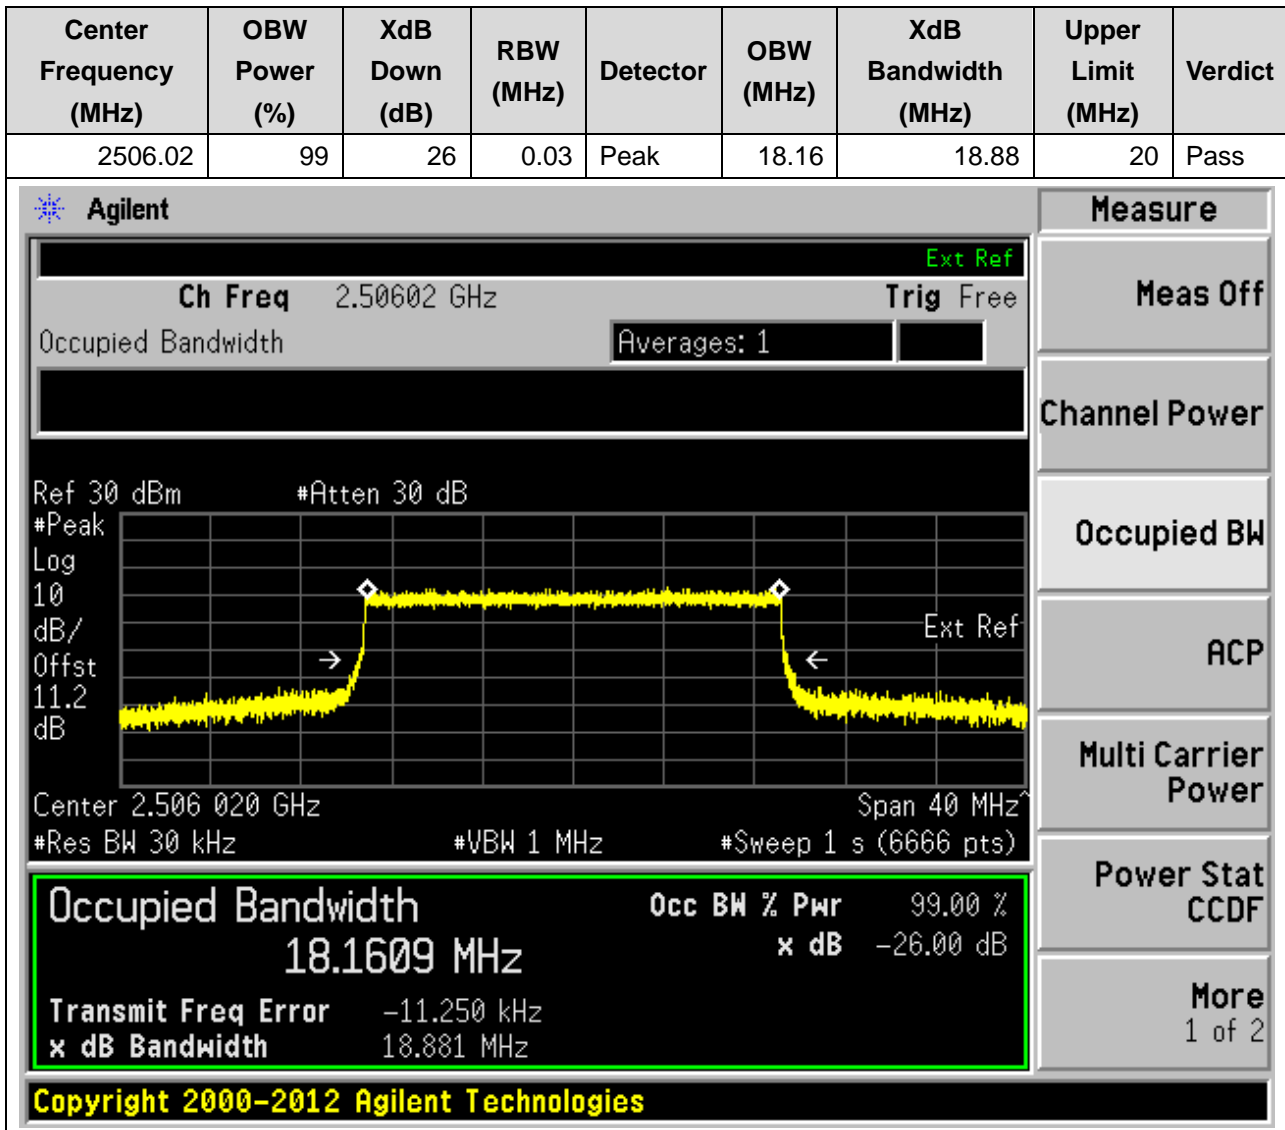 Center Frequency (MHz) OBW Power (%) XdB Down (dB) RBW (MHz) Detector OBW (MHz) XdB Bandwidth (MHz) Upper Limit (MHz) Verdict
2506.02 99 26 0.03 Peak 18.16 18.88 20 Pass
Agilent
Ext Ref
Ch Freq 2.50602 GHz Trig Free
Occupied Bandwidth Averages: 1
Ref 30 dBm #Atten 30 dB
#Peak
Log
10
dB/
Offst
11.2
dB
Ext Ref
Center 2.506 020 GHz Span 40 MHz^
#Res BW 30 kHz #VBW 1 MHz #Sweep 1 s (6666 pts)
Occupied Bandwidth Occ BW % Pwr 99.00 %
18.1609 MHz x dB -26.00 dB
Transmit Freq Error -11.250 kHz
x dB Bandwidth 18.881 MHz
Copyright 2000-2012 Agilent Technologies
Measure
Meas Off
Channel Power
Occupied BW
ACP
Multi Carrier
Power
Power Stat
CCDF
More
1 of 2